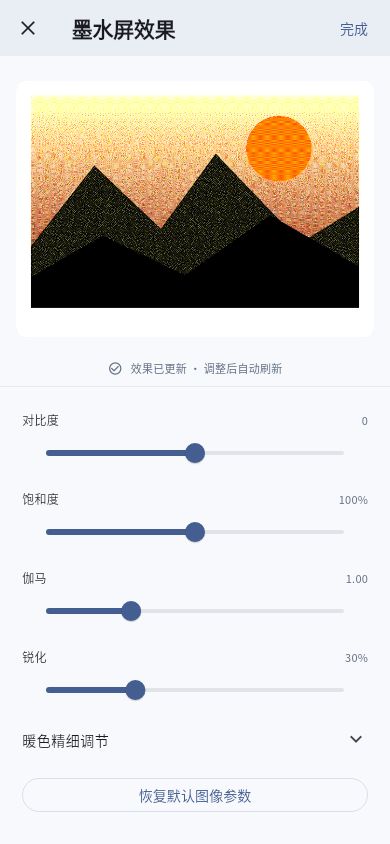 墨水屏效果
完成
效果已更新 · 调整后自动刷新
对比度
0
饱和度
100%
伽马
1.00
锐化
30%
暖色精细调节
恢复默认图像参数